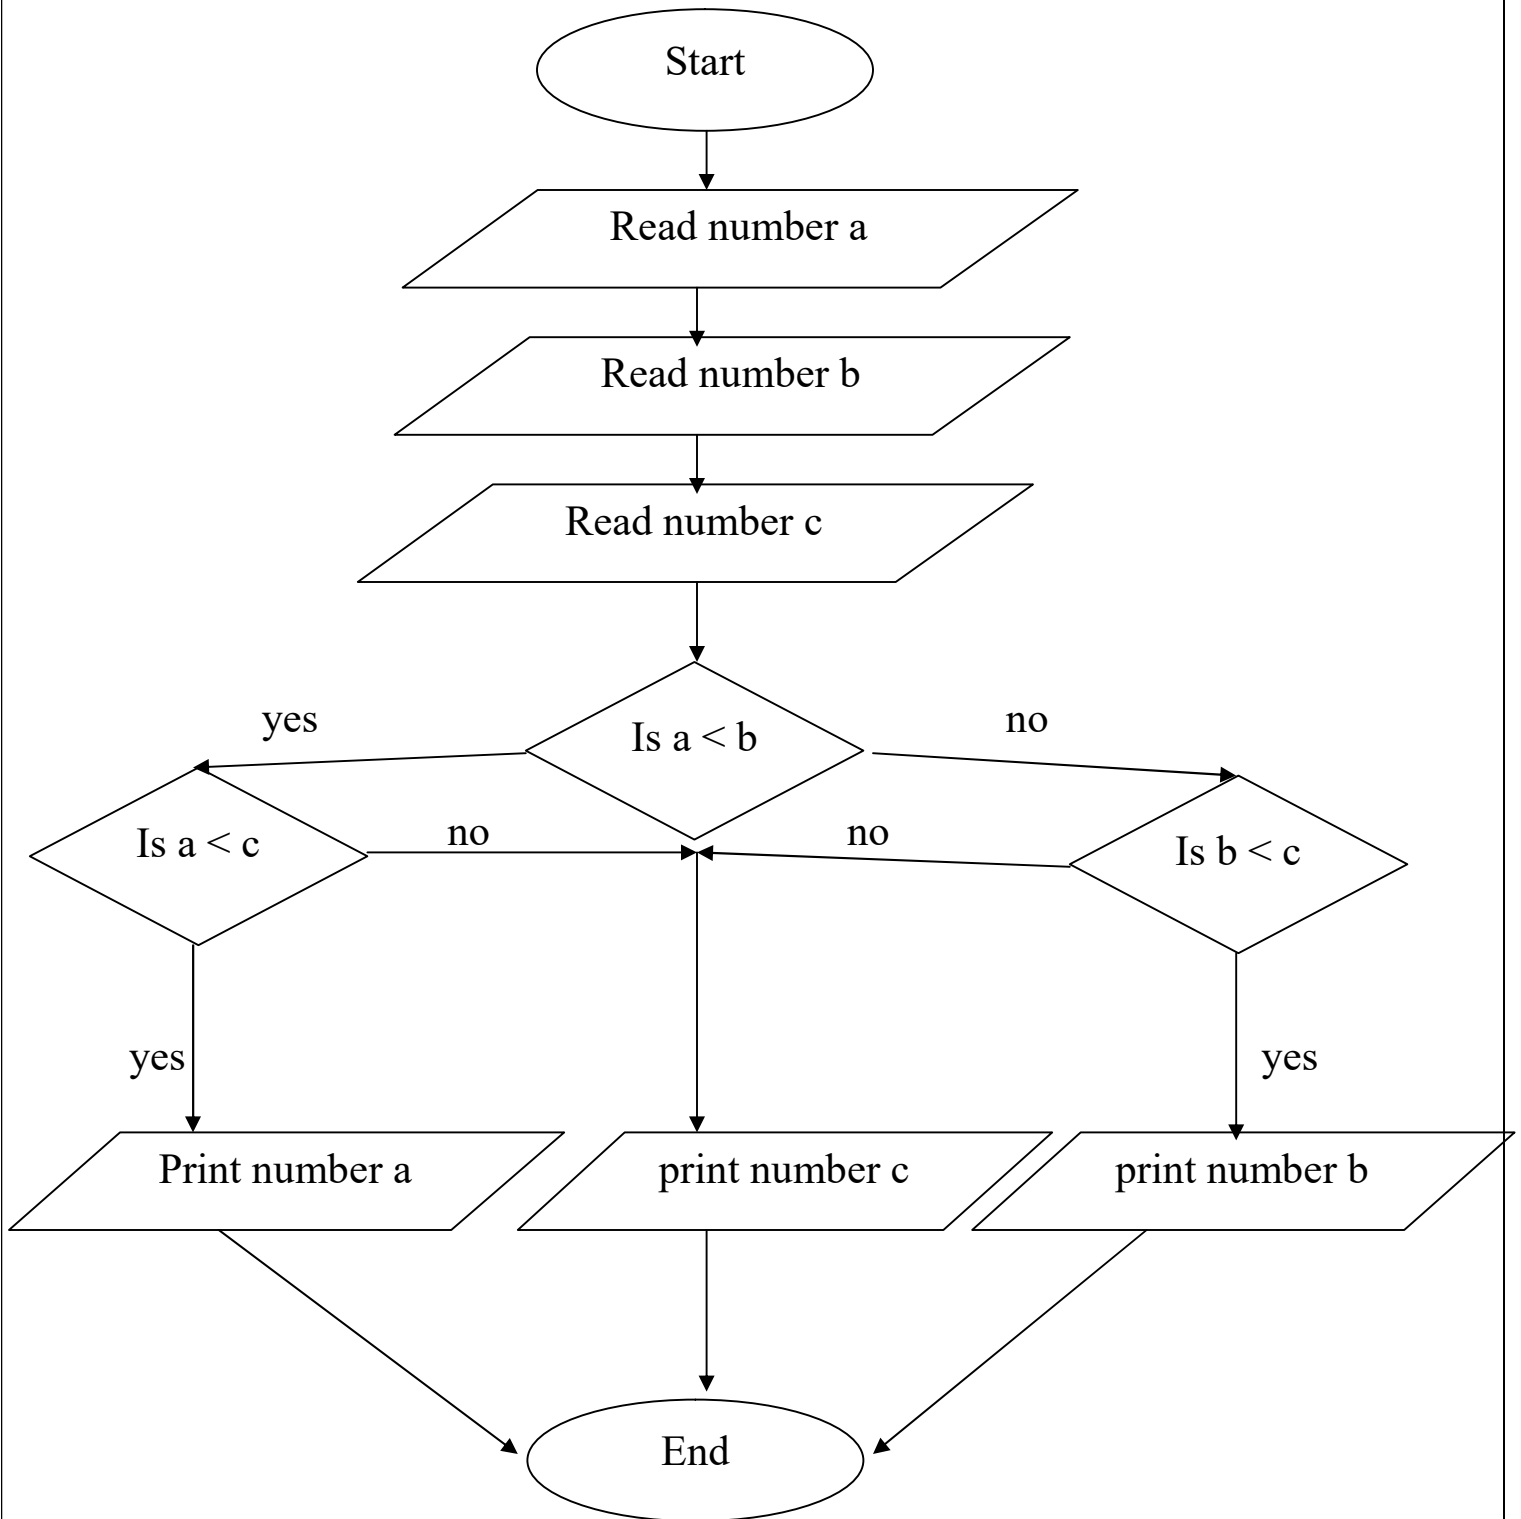 Start
Read number a
Read number b
Read number c
Is a < b
yes
no
Is a < c
no
no
Is b < c
yes
yes
Print number a
print number c
print number b
End